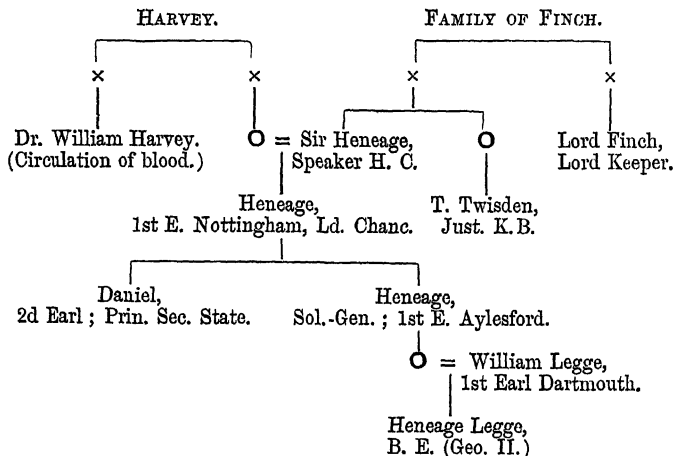 HARVEY.
FAMILY OF FINCH.
× × × ×
Dr. William Harvey.
(Circulation of blood.)
O = Sir Heneage,
Speaker H. C.
O
Lord Finch,
Lord Keeper.
Heneage,
1st E. Nottingham, Ld. Chanc.
T. Twisden,
Just. K.B.
Daniel,
2d Earl ; Prin. Sec. State.
Heneage,
Sol.-Gen. ; 1st E. Aylesford.
O = William Legge,
1st Earl Dartmouth.
Heneage Legge,
B. E. (Geo. II.)